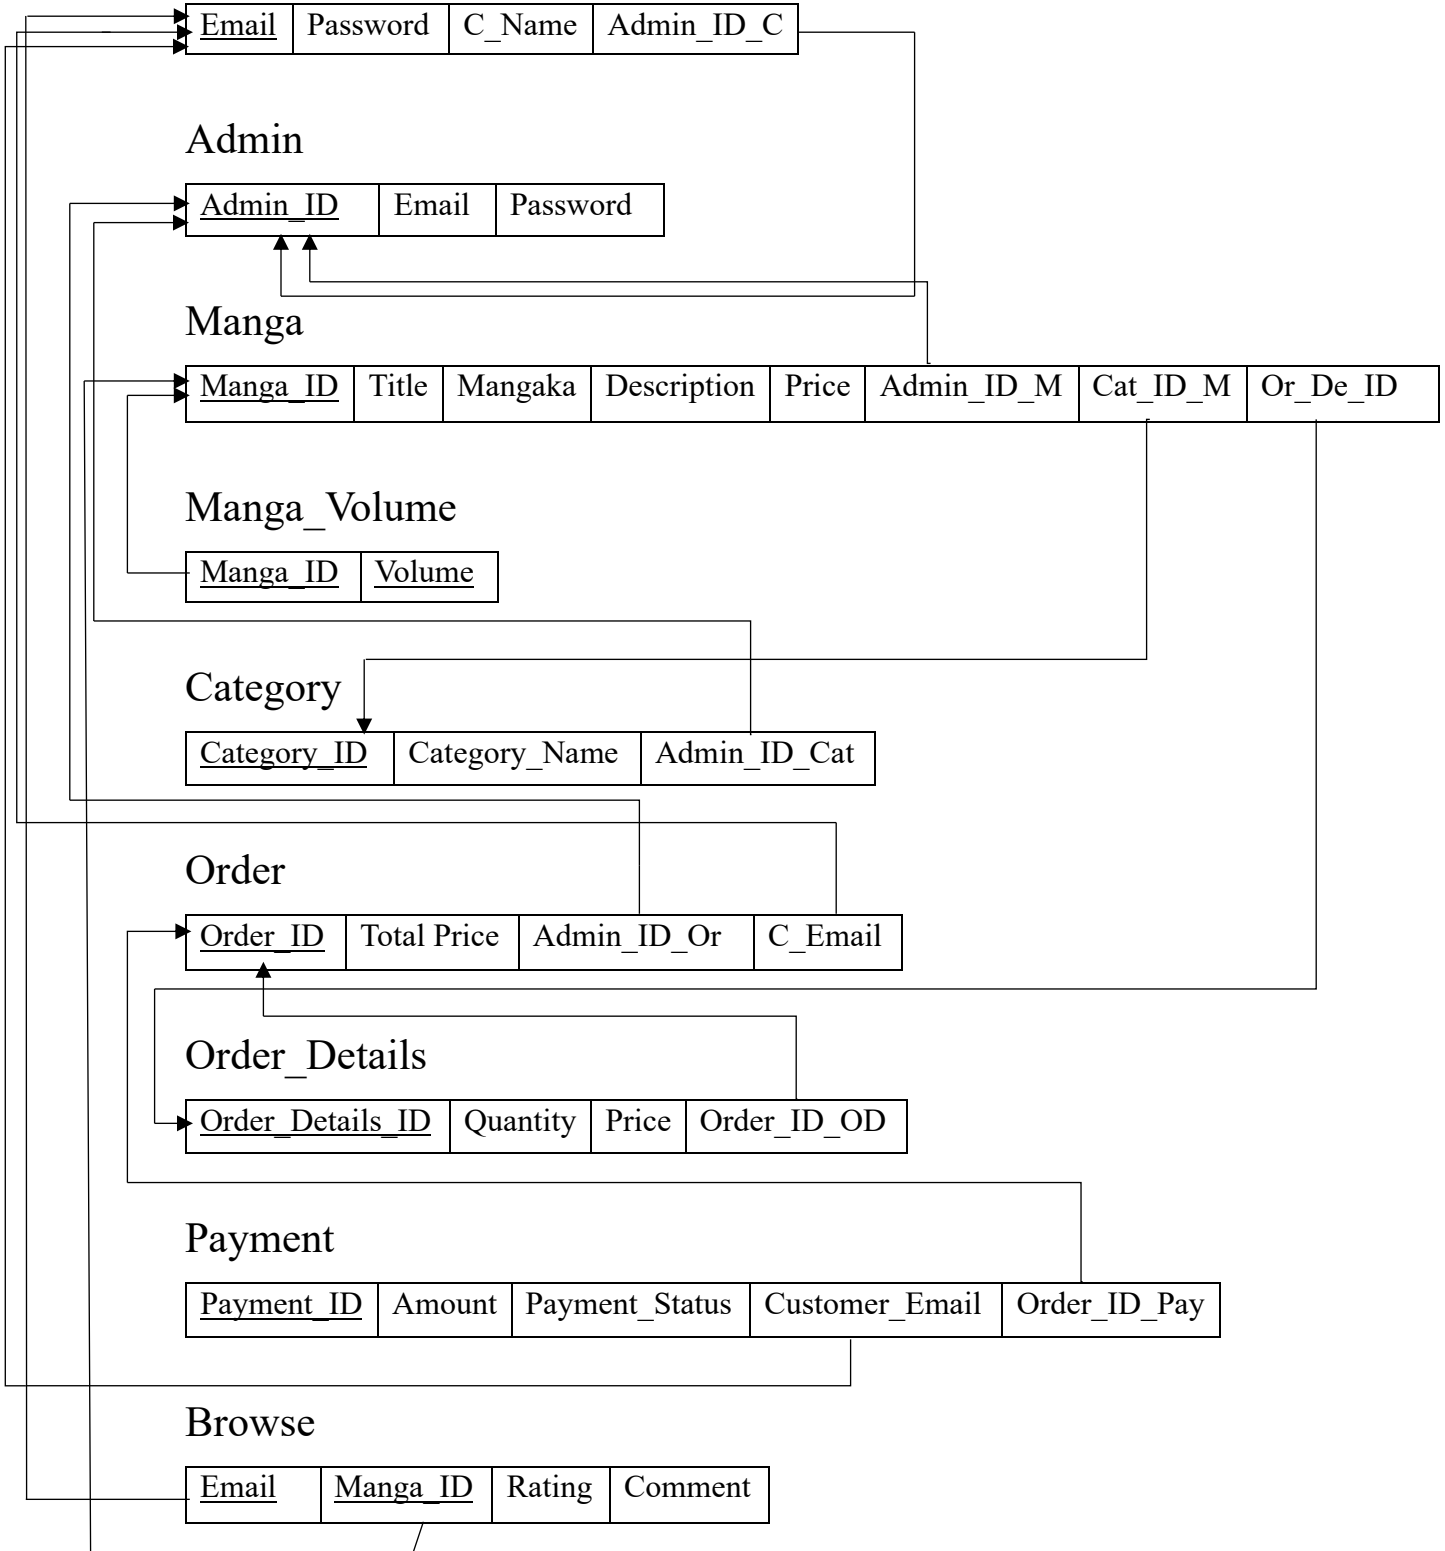 Email Password C_Name Admin_ID_C
Admin
Admin_ID Email Password
Manga
Manga_ID Title Mangaka Description Price Admin_ID_M Cat_ID_M Or_De_ID
Manga_Volume
Manga_ID Volume
Category
Category_ID Category_Name Admin_ID_Cat
Order
Order_ID Total Price Admin_ID_Or C_Email
Order_Details
Order_Details_ID Quantity Price Order_ID_OD
Payment
Payment_ID Amount Payment_Status Customer_Email Order_ID_Pay
Browse
Email Manga_ID Rating Comment